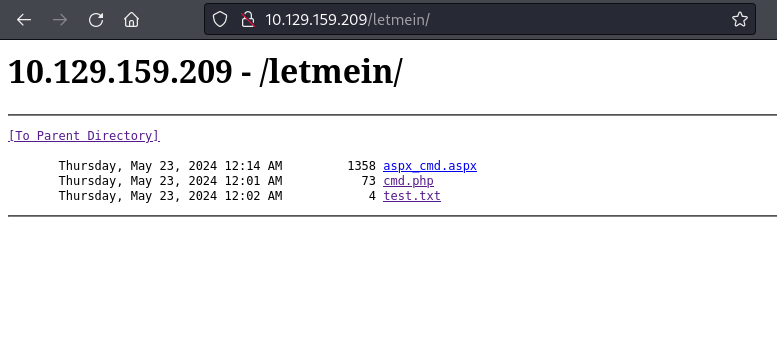 10.129.159.209/letmein/
10.129.159.209 - /letmein/
[To Parent Directory]
Thursday, May 23, 2024 12:14 AM 1358 aspx_cmd.aspx
Thursday, May 23, 2024 12:01 AM 73 cmd.php
Thursday, May 23, 2024 12:02 AM 4 test.txt